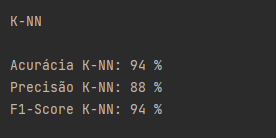 K-NN
Acurácia K-NN: 94 %
Precisão K-NN: 88 %
F1-Score K-NN: 94 %